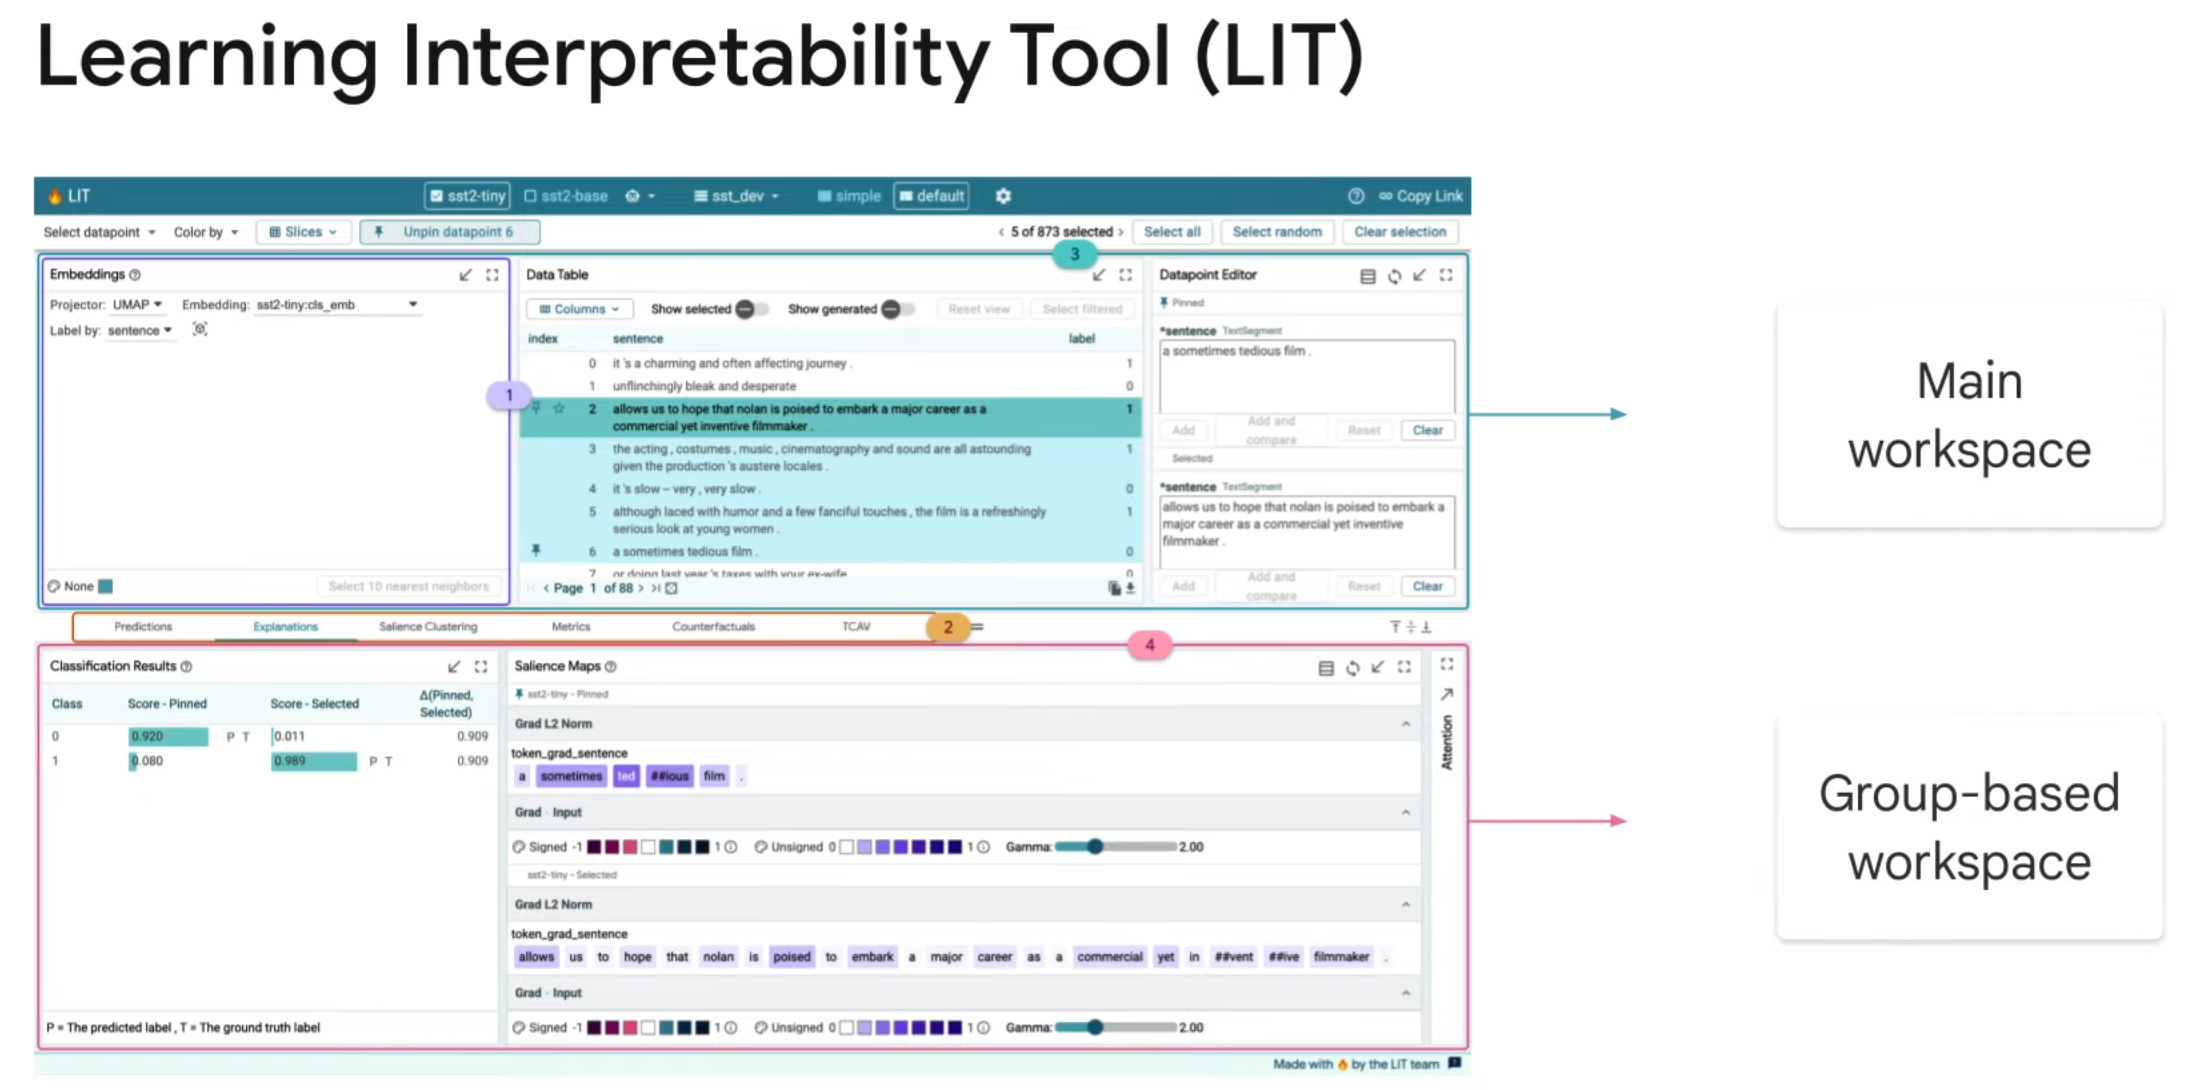 Learning Interpretability Tool (LIT)
LIT
sst2-tiny sst2-base sst_dev simple default Copy Link
Select datapoint Color by Slices Unpin datapoint 6 5 of 873 selected Select all Select random Clear selection
3
Embeddings
Projector: UMAP Embedding: sst2-tiny:cls_emb
Label by: sentence
None Select 10 nearest neighbors
1
Data Table
Columns Show selected Show generated Reset view Select filtered
index sentence label
0 it 's a charming and often affecting journey . 1
1 unflinchingly bleak and desperate 0
2 allows us to hope that nolan is poised to embark a major career as a 1
commercial yet inventive filmmaker .
3 the acting , costumes , music , cinematography and sound are all astounding 1
given the production 's austere locales .
4 it 's slow -- very , very slow . 0
5 although laced with humor and a few fanciful touches , the film is a refreshingly 1
serious look at young women .
6 a sometimes tedious film . 0
7 or doing last year 's taxes with your ex-wife 0
Page 1 of 88
Datapoint Editor
Pinned
*sentence TextSegment
a sometimes tedious film .
Add Add and compare Reset Clear
Selected
*sentence TextSegment
allows us to hope that nolan is poised to embark a
major career as a commercial yet inventive
filmmaker .
Add Add and compare Reset Clear
Main
workspace
Predictions Explanations Salience Clustering Metrics Counterfactuals TCAV 2
4
Classification Results
Class Score - Pinned Score - Selected Δ(Pinned, Selected)
0 0.920 P T 0.011 0.909
1 0.080 0.989 P T 0.909
P = The predicted label , T = The ground truth label
Salience Maps
sst2-tiny - Pinned
Grad L2 Norm
token_grad_sentence
a sometimes ted ##ious film .
Grad · Input
Signed -1 1 Unsigned 0 1 Gamma: 2.00
sst2-tiny - Selected
Grad L2 Norm
token_grad_sentence
allows us to hope that nolan is poised to embark a major career as a commercial yet in ##vent ##ive filmmaker .
Grad · Input
Signed -1 1 Unsigned 0 1 Gamma: 2.00
Attention
Group-based
workspace
Made with 🔥 by the LIT team